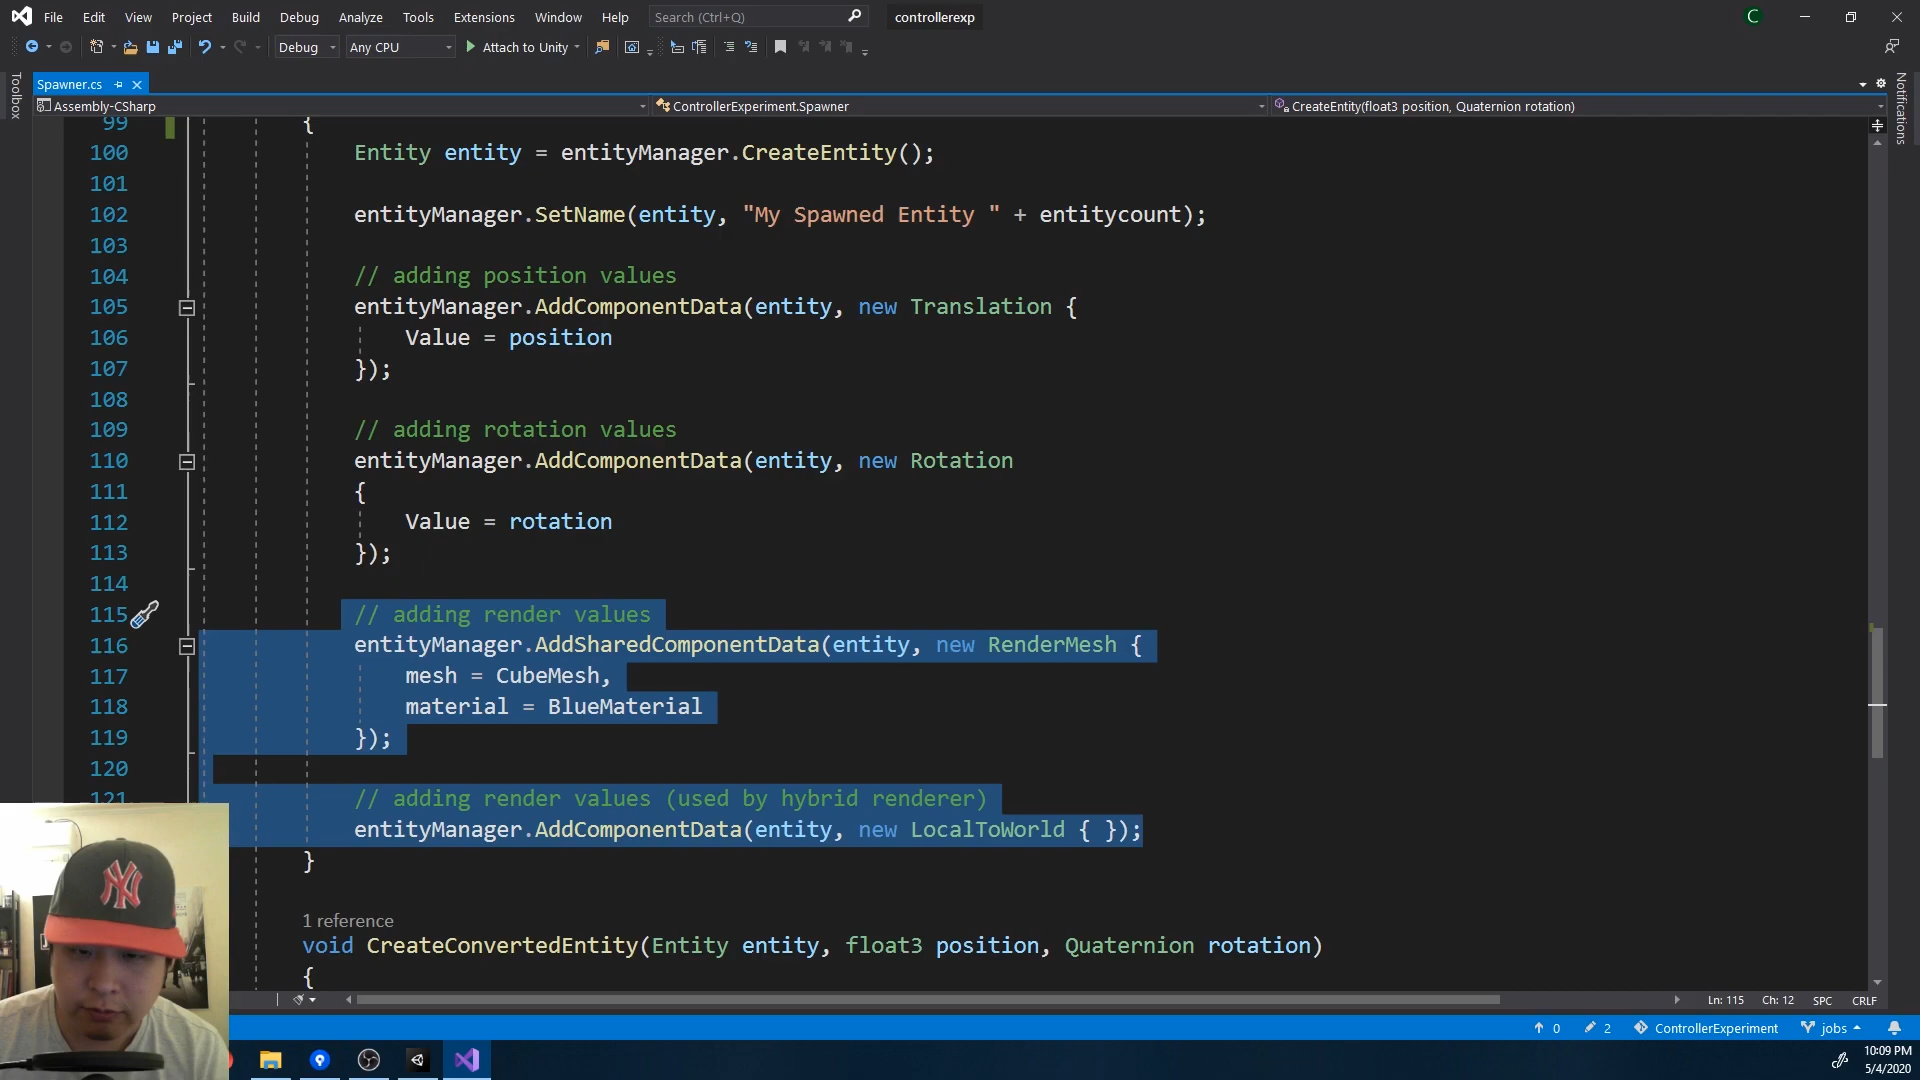 File Edit View Project Build Debug Analyze Tools Extensions Window Help Search (Ctrl+Q) controllerexp C
Debug Any CPU Attach to Unity
Toolbox
Spawner.cs
Notifications
Assembly-CSharp ControllerExperiment.Spawner CreateEntity(float3 position, Quaternion rotation)
99 {
100 Entity entity = entityManager.CreateEntity();
101
102 entityManager.SetName(entity, "My Spawned Entity " + entitycount);
103
104 // adding position values
105 entityManager.AddComponentData(entity, new Translation {
106 Value = position
107 });
108
109 // adding rotation values
110 entityManager.AddComponentData(entity, new Rotation
111 {
112 Value = rotation
113 });
114
115 // adding render values
116 entityManager.AddSharedComponentData(entity, new RenderMesh {
117 mesh = CubeMesh,
118 material = BlueMaterial
119 });
120
121 // adding render values (used by hybrid renderer)
entityManager.AddComponentData(entity, new LocalToWorld { });
}
1 reference
void CreateConvertedEntity(Entity entity, float3 position, Quaternion rotation)
{
Ln: 115 Ch: 12 SPC CRLF
0 2 ControllerExperiment jobs
10:09 PM
5/4/2020